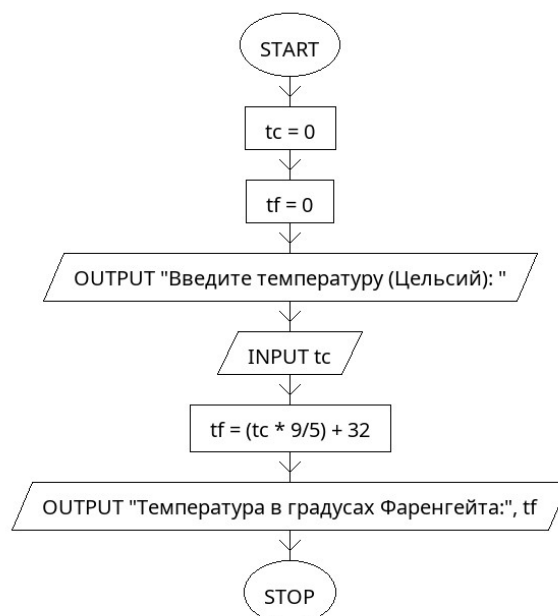 START
tc = 0
tf = 0
OUTPUT "Введите температуру (Цельсий): "
INPUT tc
tf = (tc * 9/5) + 32
OUTPUT "Температура в градусах Фаренгейта:", tf
STOP